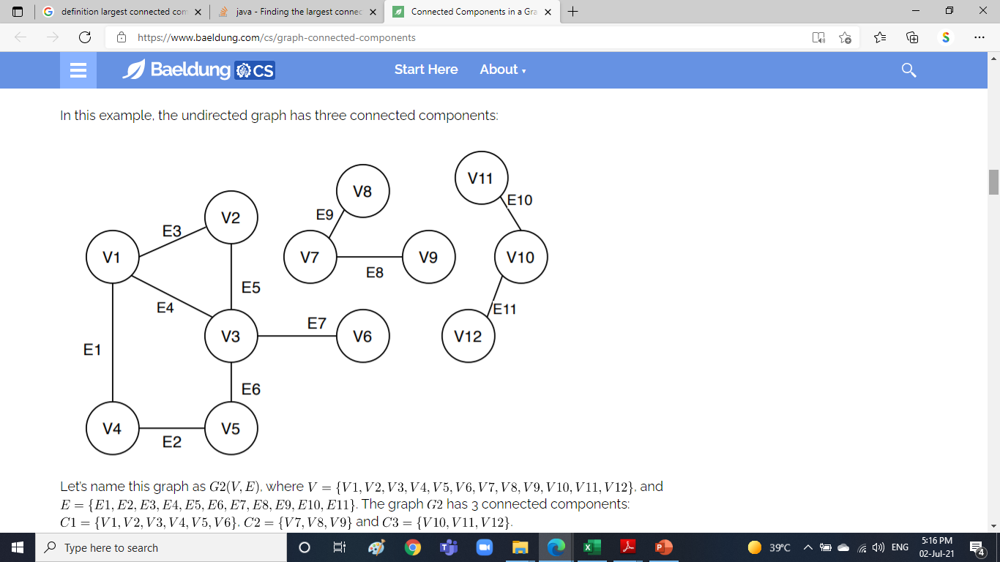 definition largest connected com
java - Finding the largest connec
Connected Components in a Gra
https://www.baeldung.com/cs/graph-connected-components
Baeldung CS
Start Here
About
In this example, the undirected graph has three connected components:
V11
V8
E10
E9
V2
E3
V1
V7
V9
V10
E8
E5
E4
E11
E7
V3
V6
V12
E1
E6
V4
V5
E2
Let's name this graph as G2(V, E), where V = {V1, V2, V3, V4, V5, V6, V7, V8, V9, V10, V11, V12}, and
E = {E1, E2, E3, E4, E5, E6, E7, E8, E9, E10, E11}. The graph G2 has 3 connected components:
C1 = {V1, V2, V3, V4, V5, V6}, C2 = {V7, V8, V9} and C3 = {V10, V11, V12}.
Type here to search
39°C
ENG
5:16 PM
02-Jul-21
4